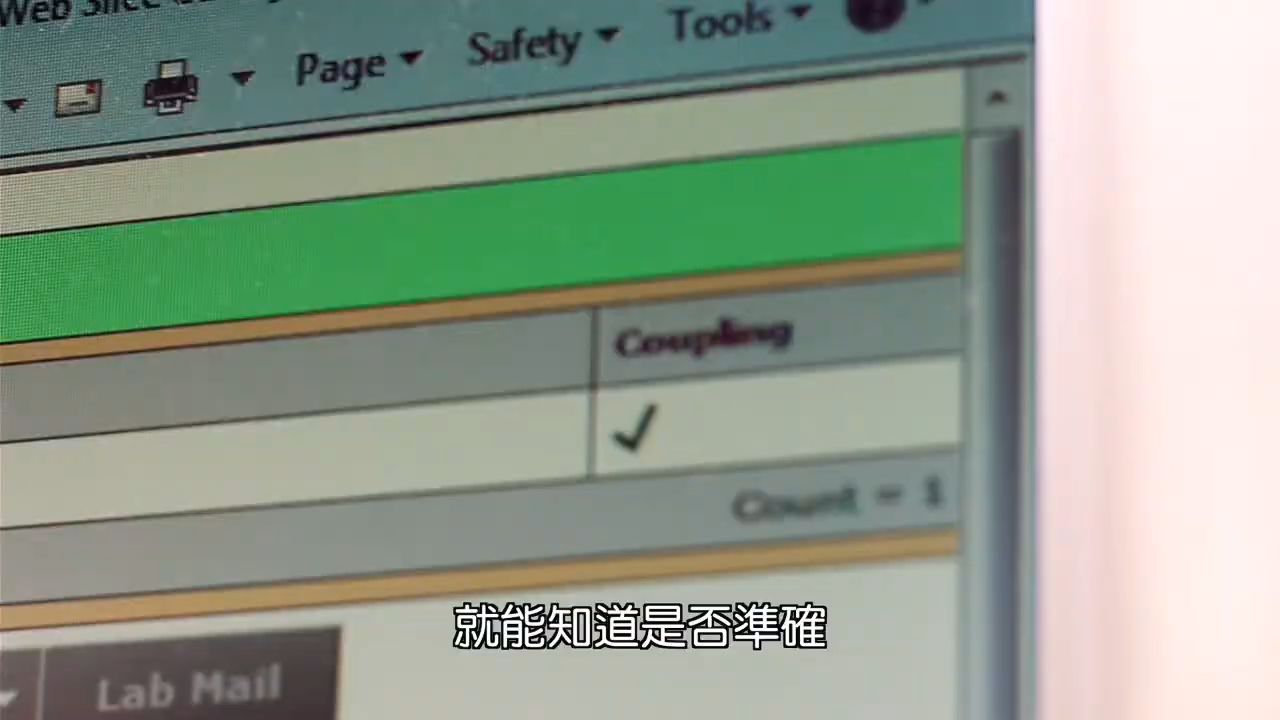 Web Slice
Page Safety Tools
Coupling
Count = 1
就能知道是否準確
Lab Mail